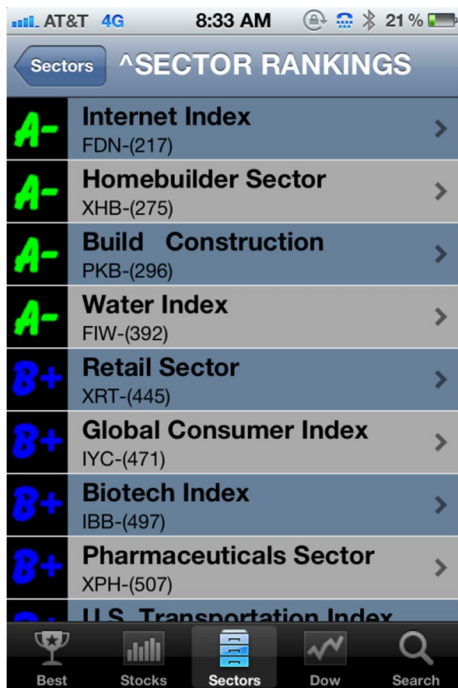 AT&T 4G 8:33 AM 21%
Sectors ^SECTOR RANKINGS
A- Internet Index
FDN-(217)
A- Homebuilder Sector
XHB-(275)
A- Build Construction
PKB-(296)
A- Water Index
FIW-(392)
B+ Retail Sector
XRT-(445)
B+ Global Consumer Index
IYC-(471)
B+ Biotech Index
IBB-(497)
B+ Pharmaceuticals Sector
XPH-(507)
B+ U.S. Transportation Index
Best Stocks Sectors Dow Search